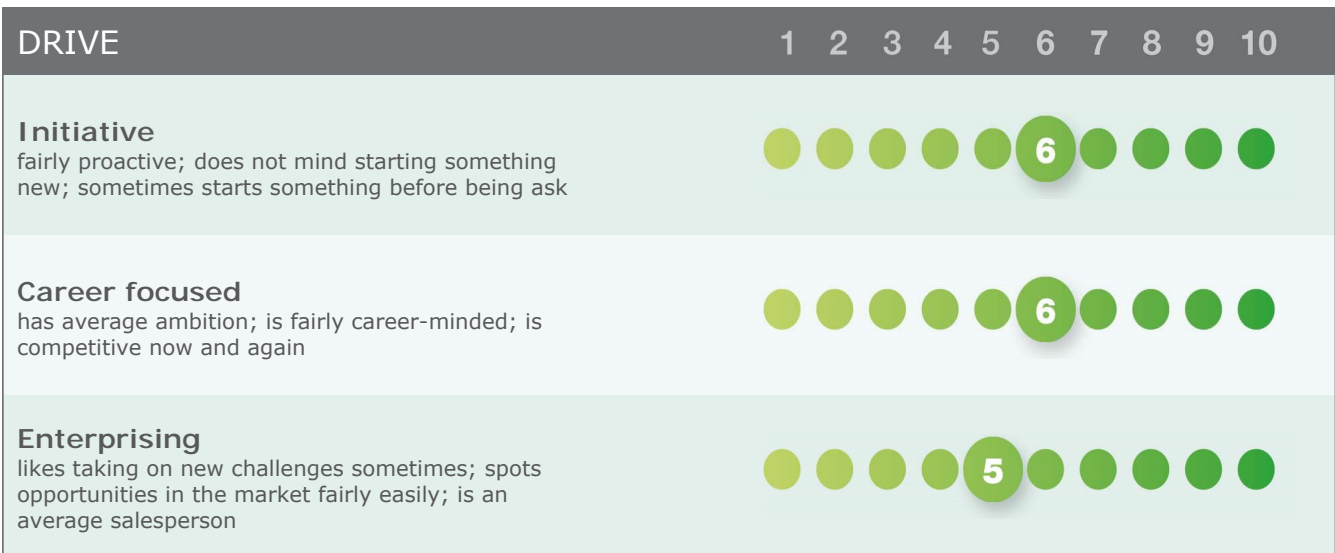 DRIVE 1 2 3 4 5 6 7 8 9 10
Initiative
fairly proactive; does not mind starting something
new; sometimes starts something before being ask
6
Career focused
has average ambition; is fairly career-minded; is
competitive now and again
6
Enterprising
likes taking on new challenges sometimes; spots
opportunities in the market fairly easily; is an
average salesperson
5